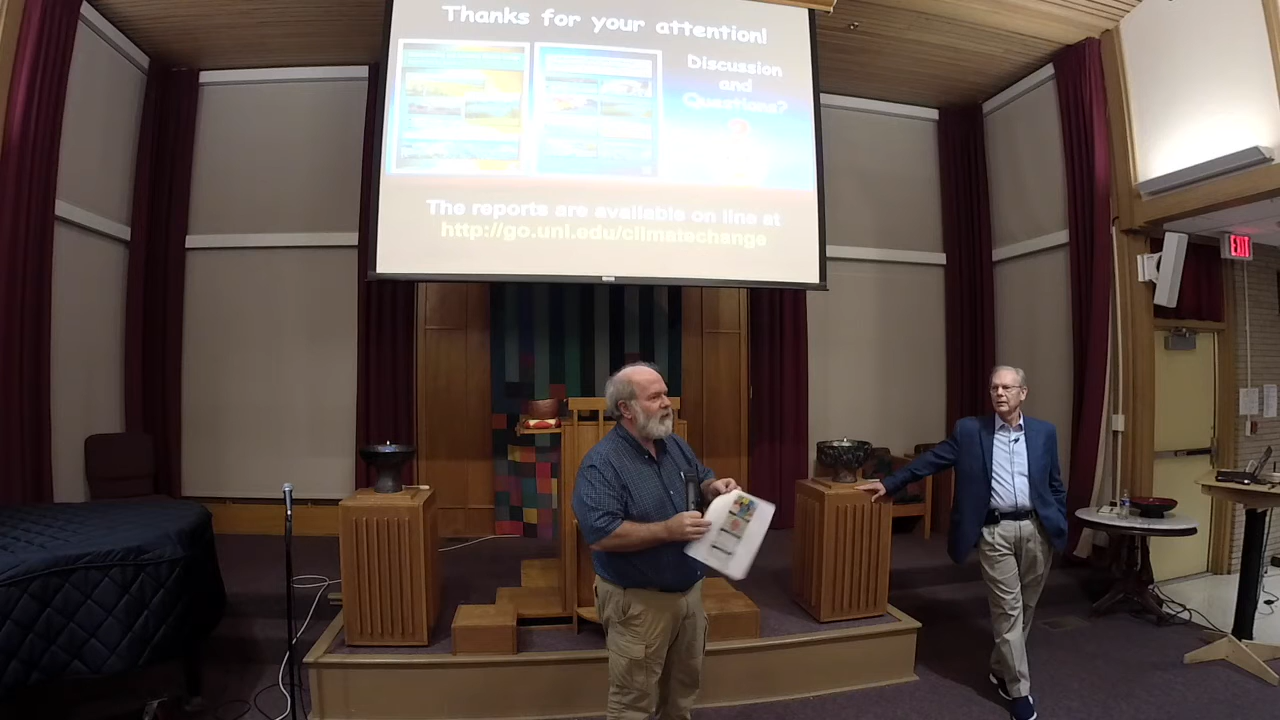 Thanks for your attention!
Discussion
and
Questions?
The reports are available on line at
http://go.uni.edu/climatechange
EXIT